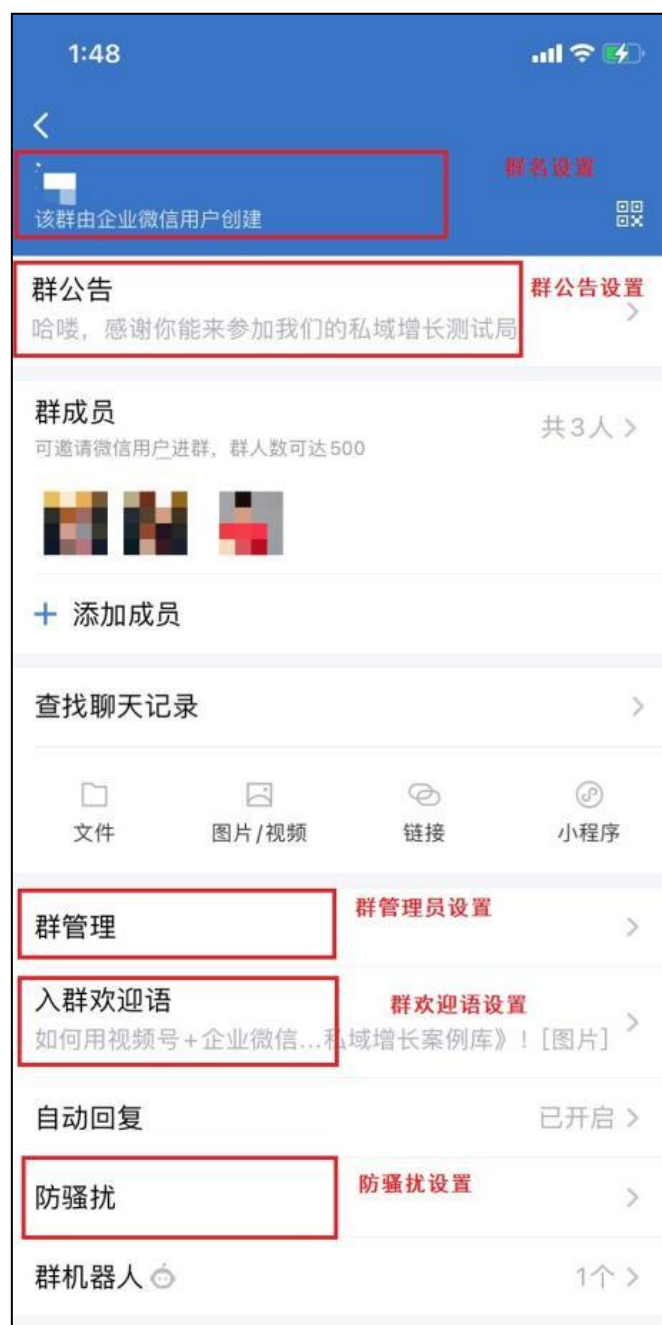 1:48
群名设置
该群由企业微信用户创建
群公告
群公告设置
哈喽，感谢你能来参加我们的私域增长测试局
群成员
共3人
可邀请微信用户进群，群人数可达500
添加成员
查找聊天记录
文件 图片/视频 链接 小程序
群管理
群管理员设置
入群欢迎语
群欢迎语设置
如何用视频号+企业微信...私域增长案例库》！[图片]
自动回复
已开启
防骚扰
防骚扰设置
群机器人
1个